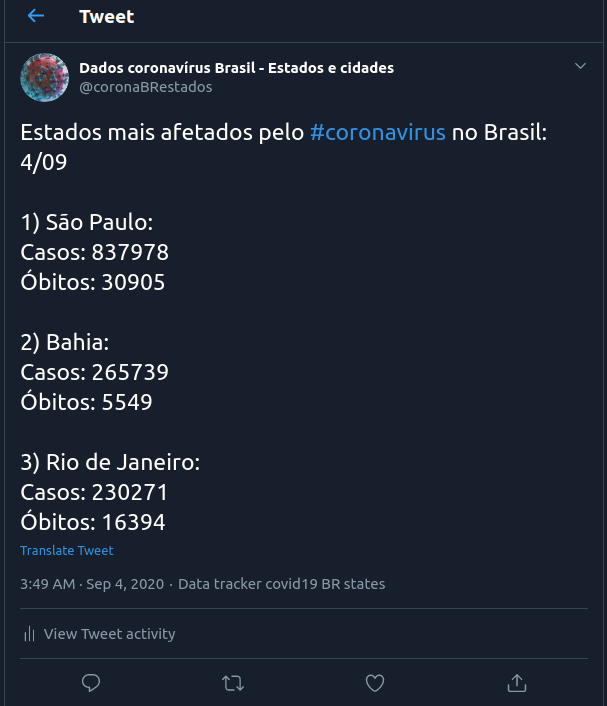 Tweet
Dados coronavírus Brasil - Estados e cidades
@coronaBRestados
Estados mais afetados pelo #coronavirus no Brasil:
4/09
1) São Paulo:
Casos: 837978
Óbitos: 30905
2) Bahia:
Casos: 265739
Óbitos: 5549
3) Rio de Janeiro:
Casos: 230271
Óbitos: 16394
Translate Tweet
3:49 AM · Sep 4, 2020 · Data tracker covid19 BR states
View Tweet activity